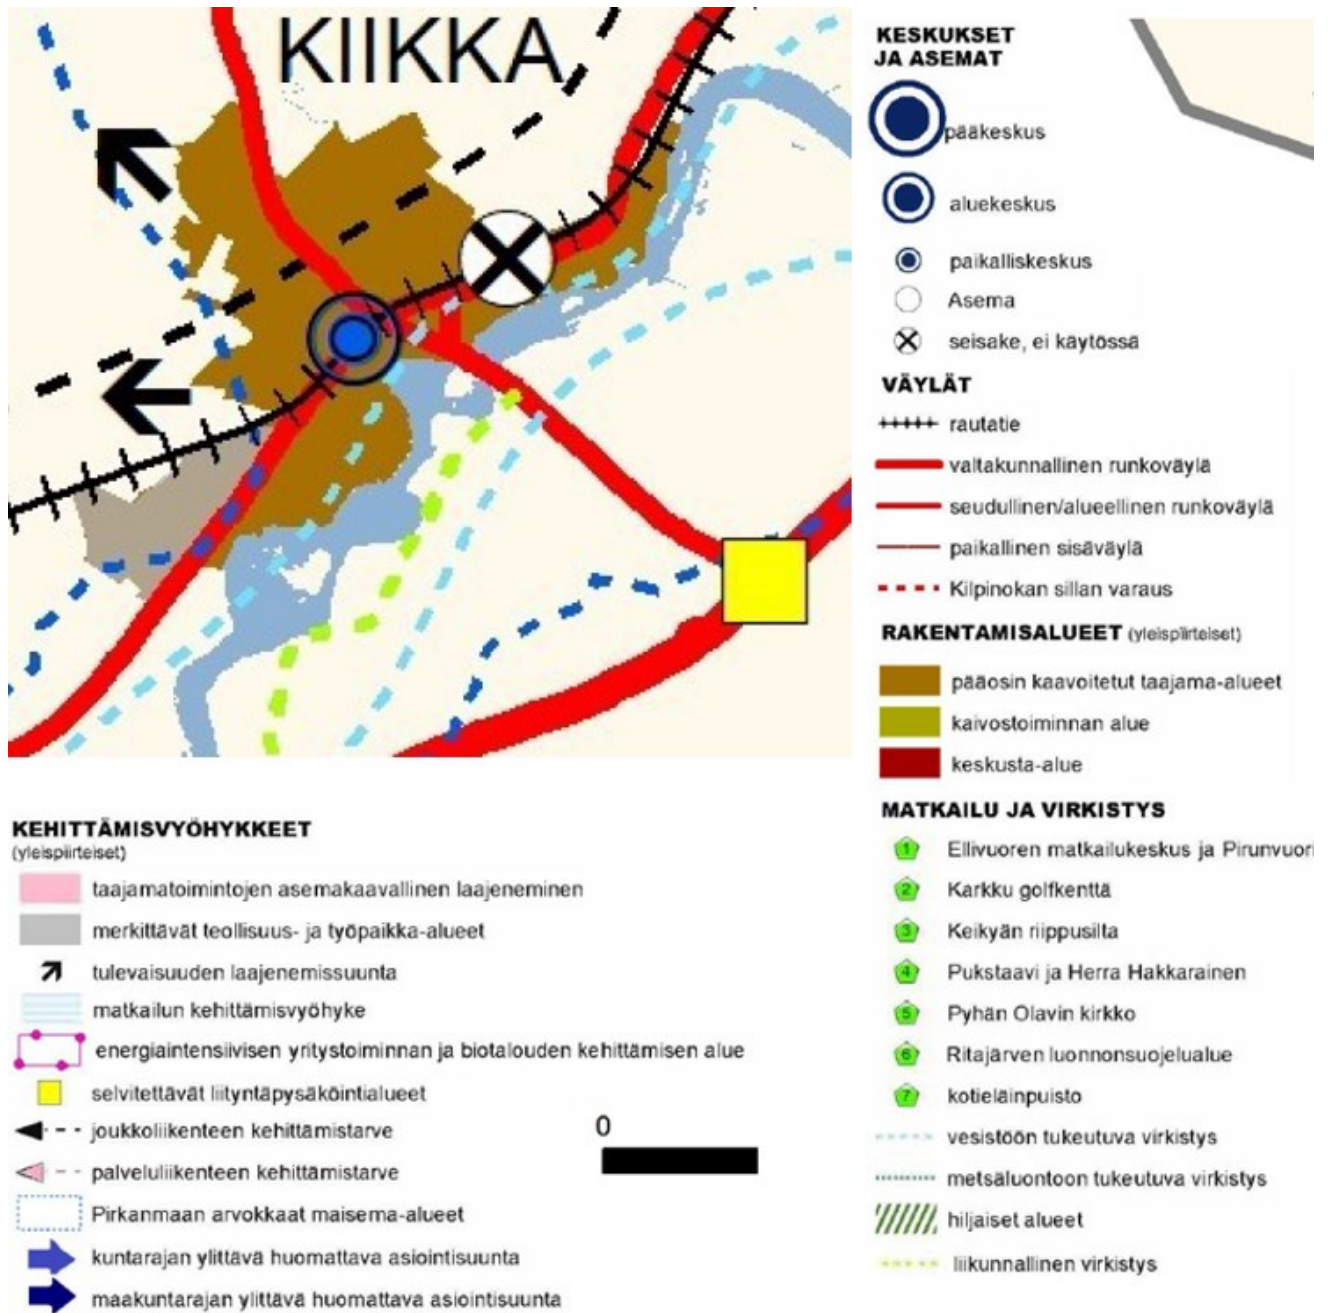 KIIKKA
KESKUKSET
JA ASEMAT
pääkeskus
aluekeskus
paikalliskeskus
Asema
seisake, ei käytössä
VÄYLÄT
rautatie
valtakunnallinen runkoväylä
seudullinen/alueellinen runkoväylä
paikallinen sisäväylä
Kilpinokan sillan varaus
RAKENTAMISALUEET (yleispiirteiset)
pääosin kaavoitetut taajama-alueet
kaivostoiminnan alue
keskusta-alue
KEHITTÄMISVYÖHYKKEET
(yleispiirteiset)
taajamatoimintojen asemakaavallinen laajeneminen
merkittävät teollisuus- ja työpaikka-alueet
tulevaisuuden laajenemissuunta
matkailun kehittämisvyöhyke
energiaintensiivisen yritystoiminnan ja biotalouden kehittämisen alue
selvitettävät liityntäpysäköintialueet
joukkoliikenteen kehittämistarve
palveluliikenteen kehittämistarve
Pirkanmaan arvokkaat maisema-alueet
kuntarajan ylittävä huomattava asiointisuunta
maakuntarajan ylittävä huomattava asiointisuunta
0
MATKAILU JA VIRKISTYS
1 Ellivuoren matkailukeskus ja Pirunvuori
2 Karkku golfkenttä
3 Keikyän riippusilta
4 Pukstaavi ja Herra Hakkarainen
5 Pyhän Olavin kirkko
6 Ritajärven luonnonsuojelualue
7 kotieläinpuisto
vesistöön tukeutuva virkistys
metsäluontoon tukeutuva virkistys
hiljaiset alueet
liikunnallinen virkistys